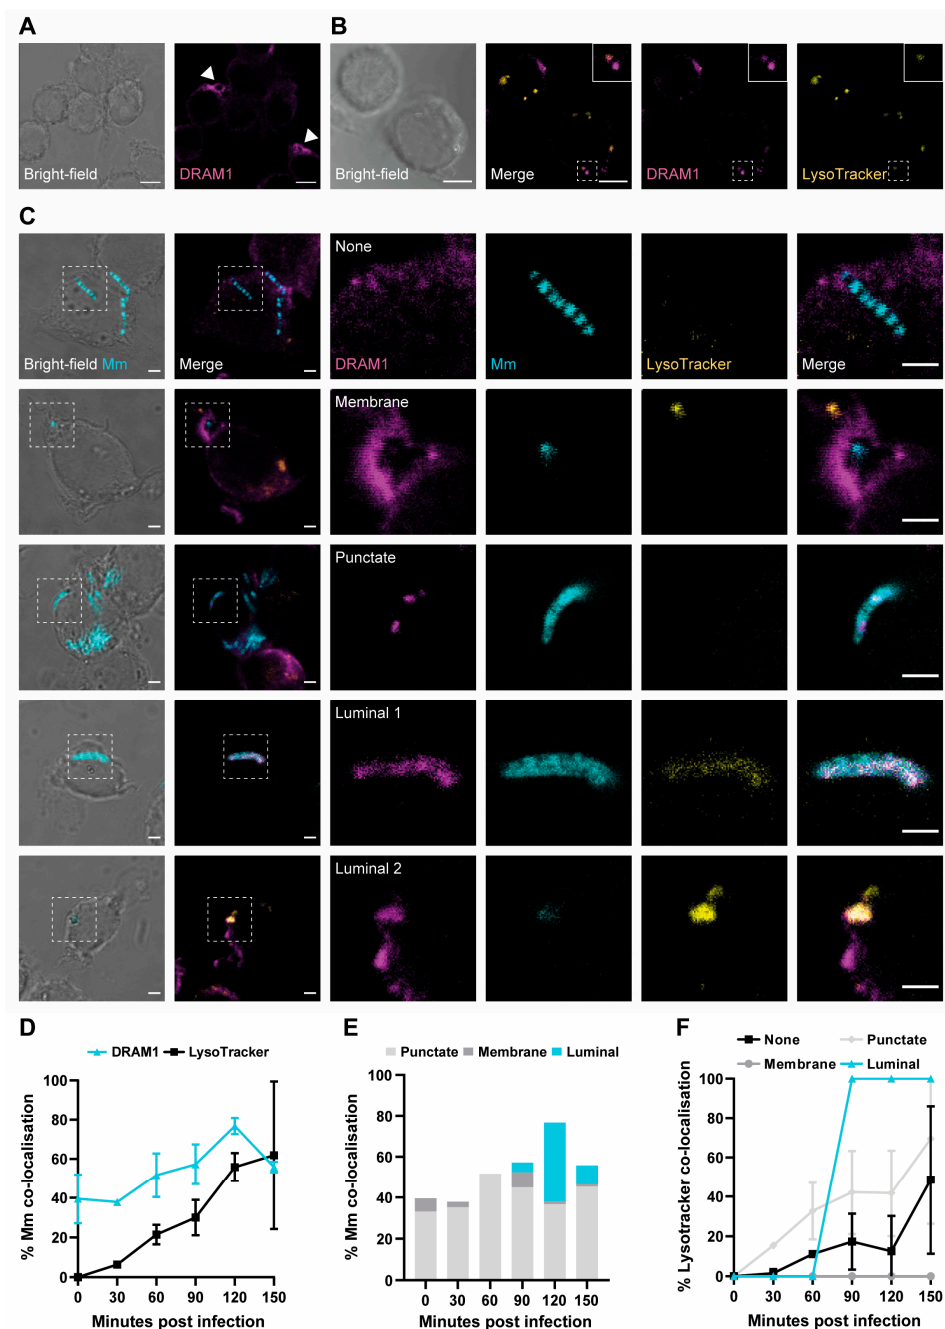 A
B
Bright-field
DRAM1
Bright-field
Merge
DRAM1
LysoTracker
C
None
Bright-field Mm
Merge
DRAM1
Mm
LysoTracker
Merge
Membrane
Punctate
Luminal 1
Luminal 2
D
DRAM1 LysoTracker
% Mm co-localisation
100
80
60
40
20
0
0 30 60 90 120 150
Minutes post infection
E
Punctate Membrane Luminal
% Mm co-localisation
100
80
60
40
20
0
0 30 60 90 120 150
Minutes post infection
F
None Punctate
Membrane Luminal
% Lysotracker co-localisation
100
80
60
40
20
0
0 30 60 90 120 150
Minutes post infection